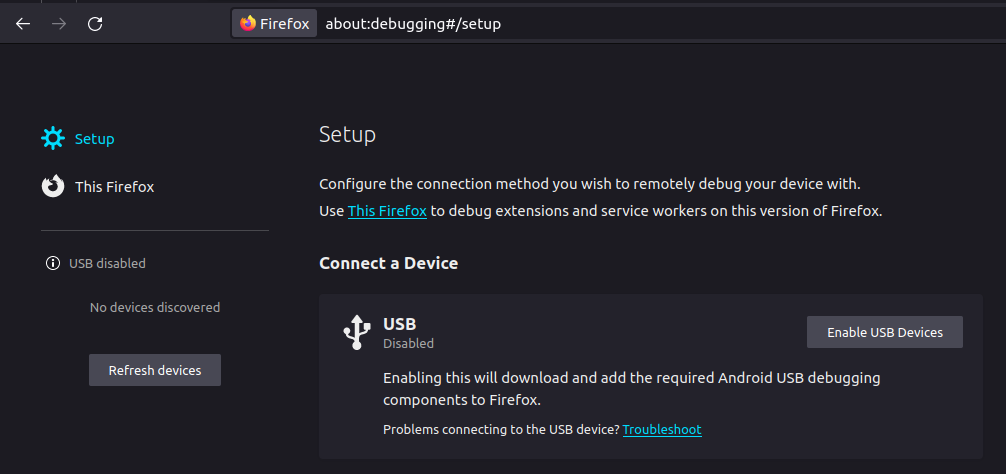 Firefox about:debugging#/setup
Setup
This Firefox
USB disabled
No devices discovered
Refresh devices
Setup
Configure the connection method you wish to remotely debug your device with.
Use This Firefox to debug extensions and service workers on this version of Firefox.
Connect a Device
USB
Disabled
Enable USB Devices
Enabling this will download and add the required Android USB debugging
components to Firefox.
Problems connecting to the USB device? Troubleshoot